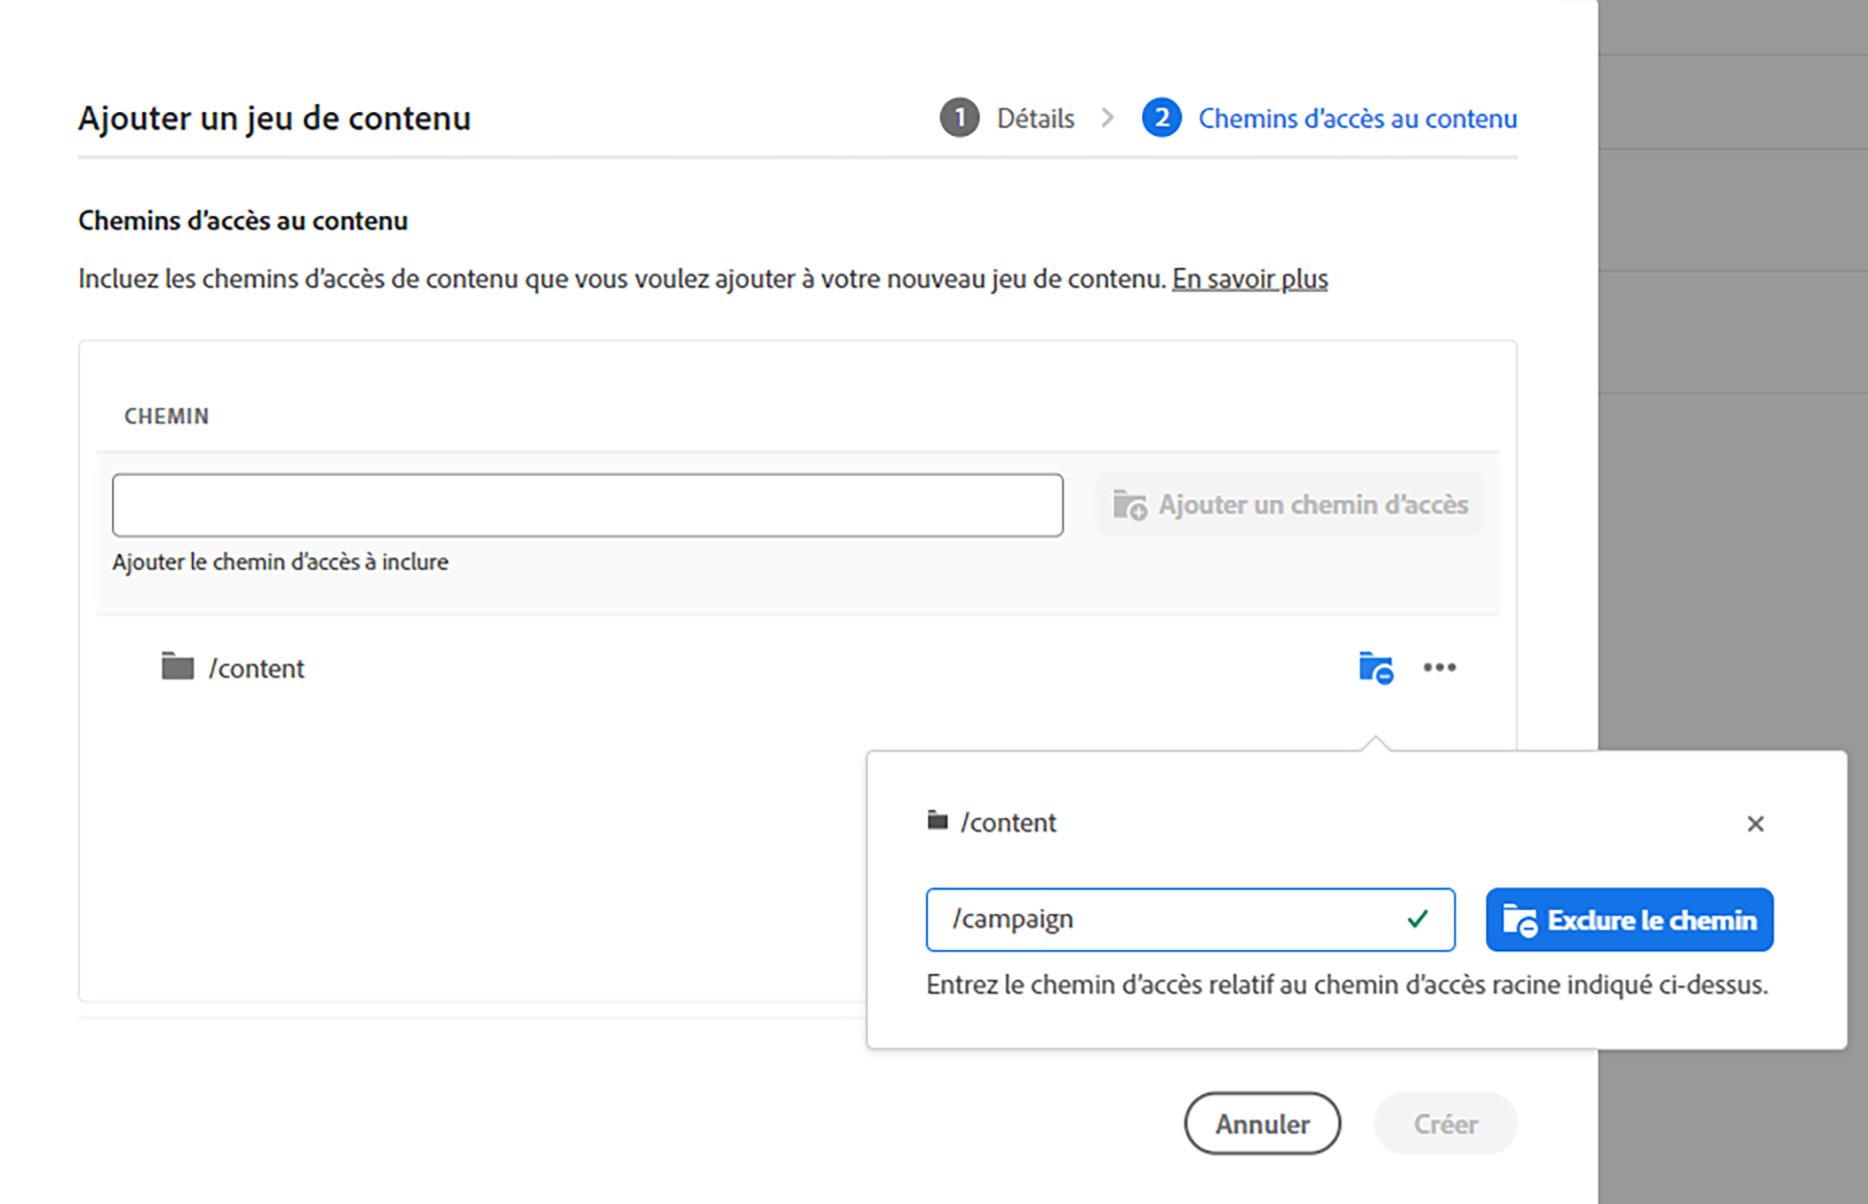 Ajouter un jeu de contenu
1 Détails
2 Chemins d’accès au contenu
Chemins d’accès au contenu
Incluez les chemins d’accès de contenu que vous voulez ajouter à votre nouveau jeu de contenu. En savoir plus
CHEMIN
Ajouter un chemin d’accès
Ajouter le chemin d’accès à inclure
/content
/content
/campaign
Exclure le chemin
Entrez le chemin d’accès relatif au chemin d’accès racine indiqué ci-dessus.
Annuler
Créer